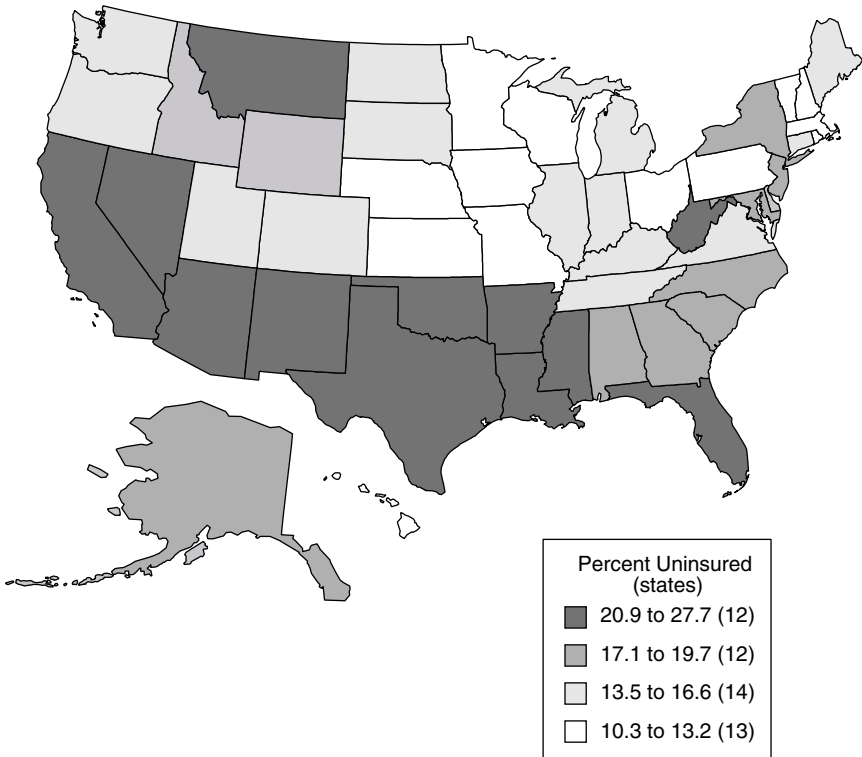 Percent Uninsured
(states)
20.9 to 27.7 (12)
17.1 to 19.7 (12)
13.5 to 16.6 (14)
10.3 to 13.2 (13)